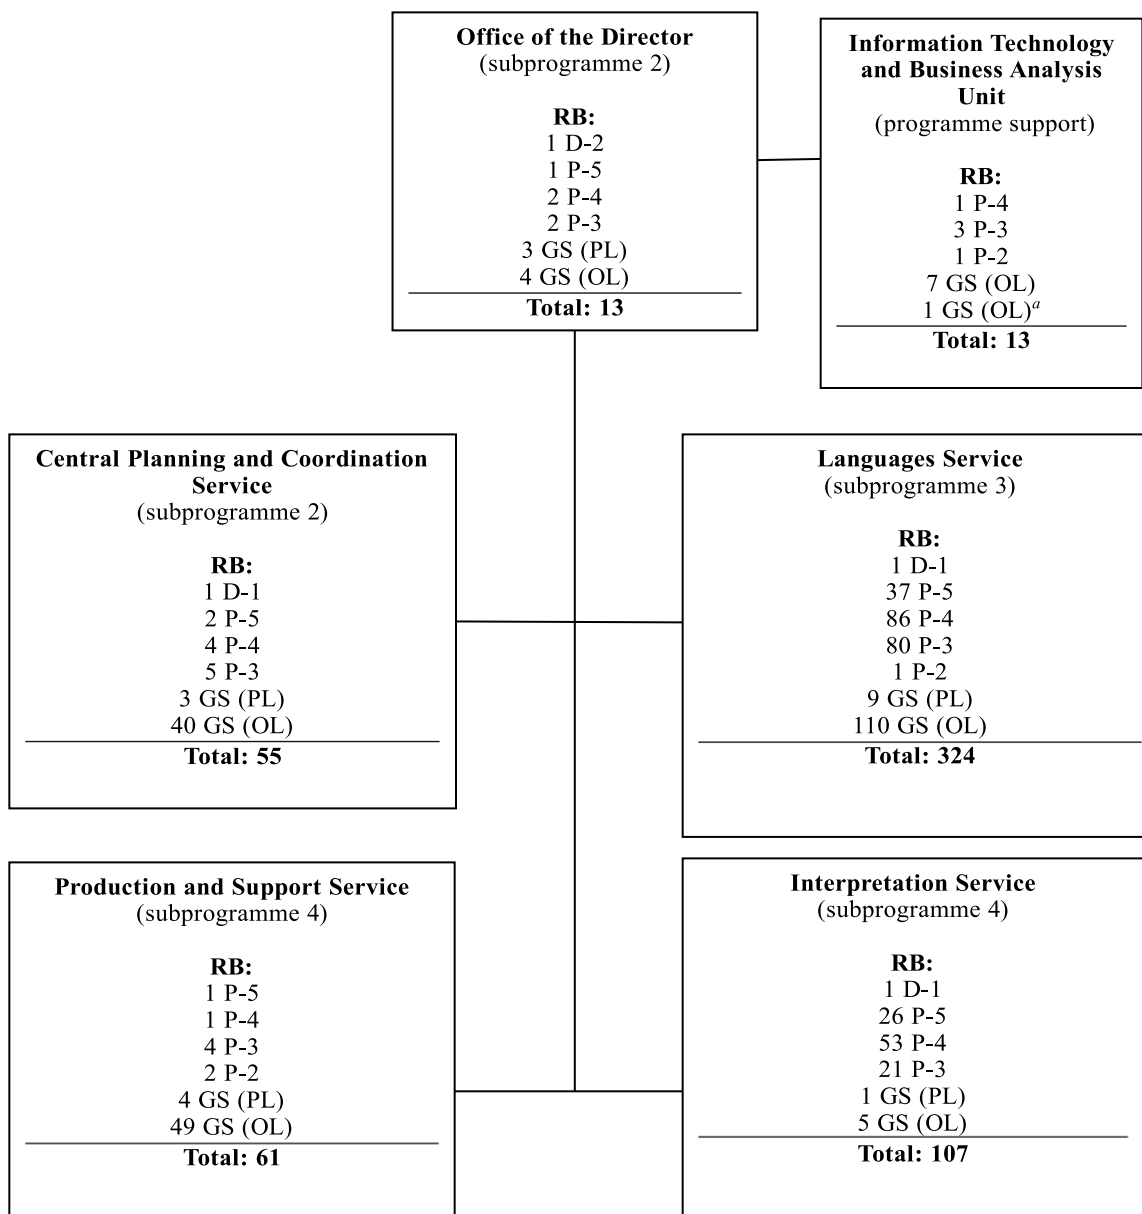 Office of the Director
(subprogramme 2)
RB:
1 D-2
1 P-5
2 P-4
2 P-3
3 GS (PL)
4 GS (OL)
Total: 13
Information Technology
and Business Analysis
Unit
(programme support)
RB:
1 P-4
3 P-3
1 P-2
7 GS (OL)
1 GS (OL)a
Total: 13
Central Planning and Coordination
Service
(subprogramme 2)
RB:
1 D-1
2 P-5
4 P-4
5 P-3
3 GS (PL)
40 GS (OL)
Total: 55
Languages Service
(subprogramme 3)
RB:
1 D-1
37 P-5
86 P-4
80 P-3
1 P-2
9 GS (PL)
110 GS (OL)
Total: 324
Production and Support Service
(subprogramme 4)
RB:
1 P-5
1 P-4
4 P-3
2 P-2
4 GS (PL)
49 GS (OL)
Total: 61
Interpretation Service
(subprogramme 4)
RB:
1 D-1
26 P-5
53 P-4
21 P-3
1 GS (PL)
5 GS (OL)
Total: 107